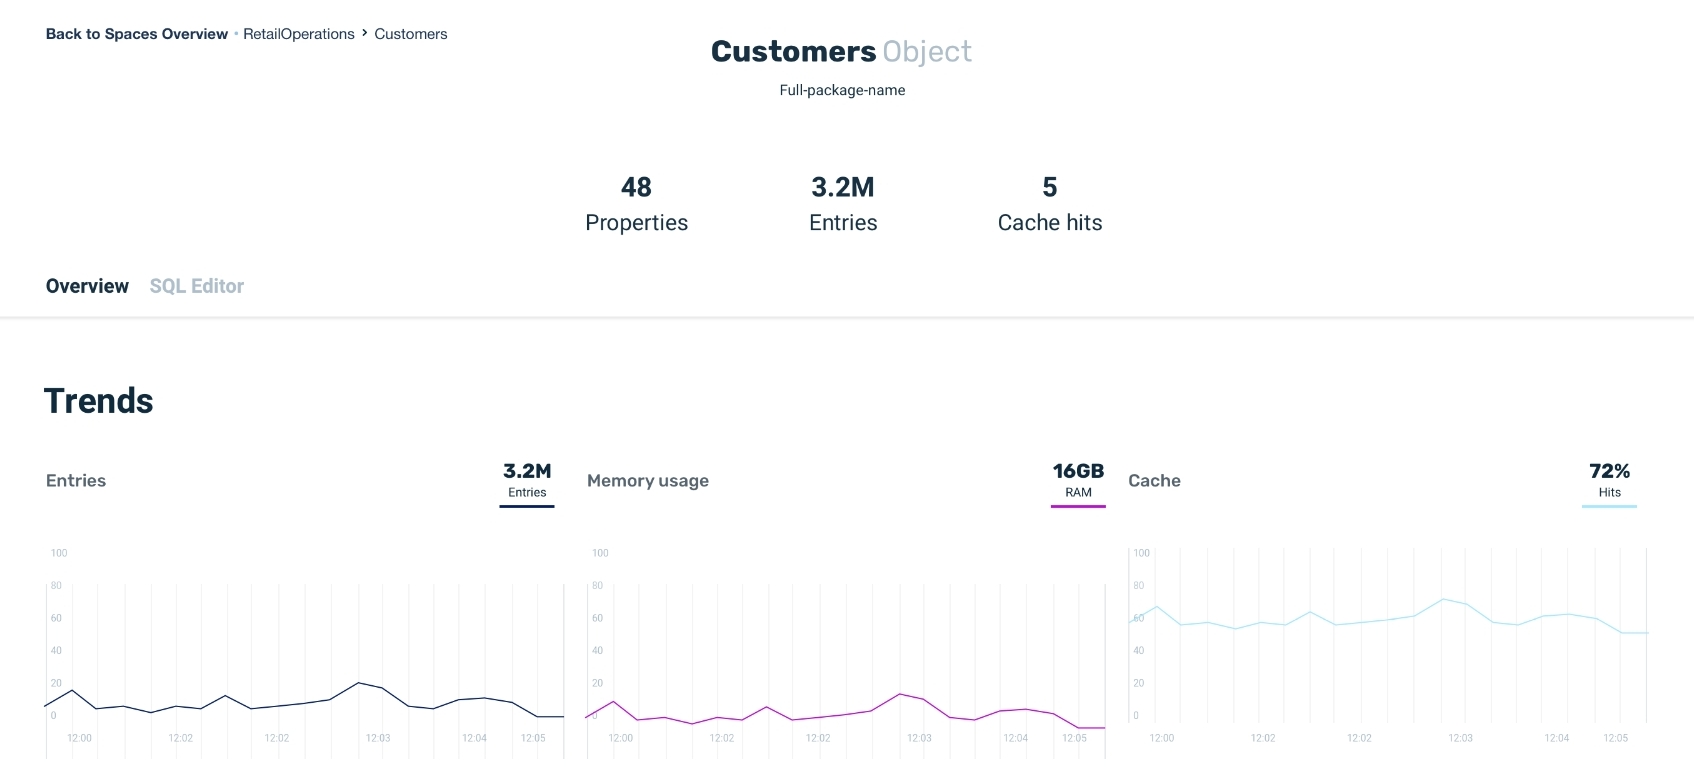 Back to Spaces Overview • RetailOperations › Customers
Customers Object
Full-package-name
48
Properties
3.2M
Entries
5
Cache hits
Overview SQL Editor
Trends
Entries
3.2M
Entries
100
80
60
40
20
0
12:00 12:02 12:02 12:03 12:04 12:05
Memory usage
16GB
RAM
100
80
60
40
20
0
12:00 12:02 12:02 12:03 12:04 12:05
Cache
72%
Hits
100
80
60
40
20
0
12:00 12:02 12:02 12:03 12:04 12:05